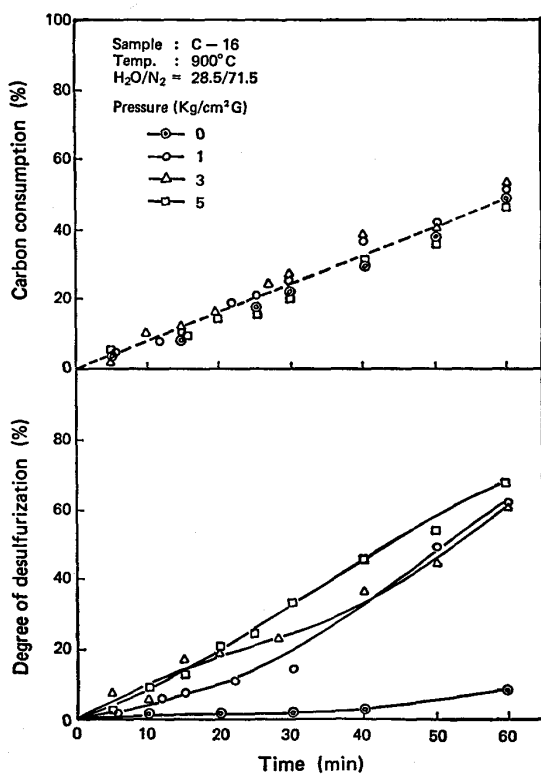 100
Sample : C – 16
Temp. : 900°C
H₂O/N₂ = 28.5/71.5
Pressure (Kg/cm²G)
0
1
3
5
80
60
40
20
0
Carbon consumption (%)
80
60
40
20
0
Degree of desulfurization (%)
0 10 20 30 40 50 60
Time (min)